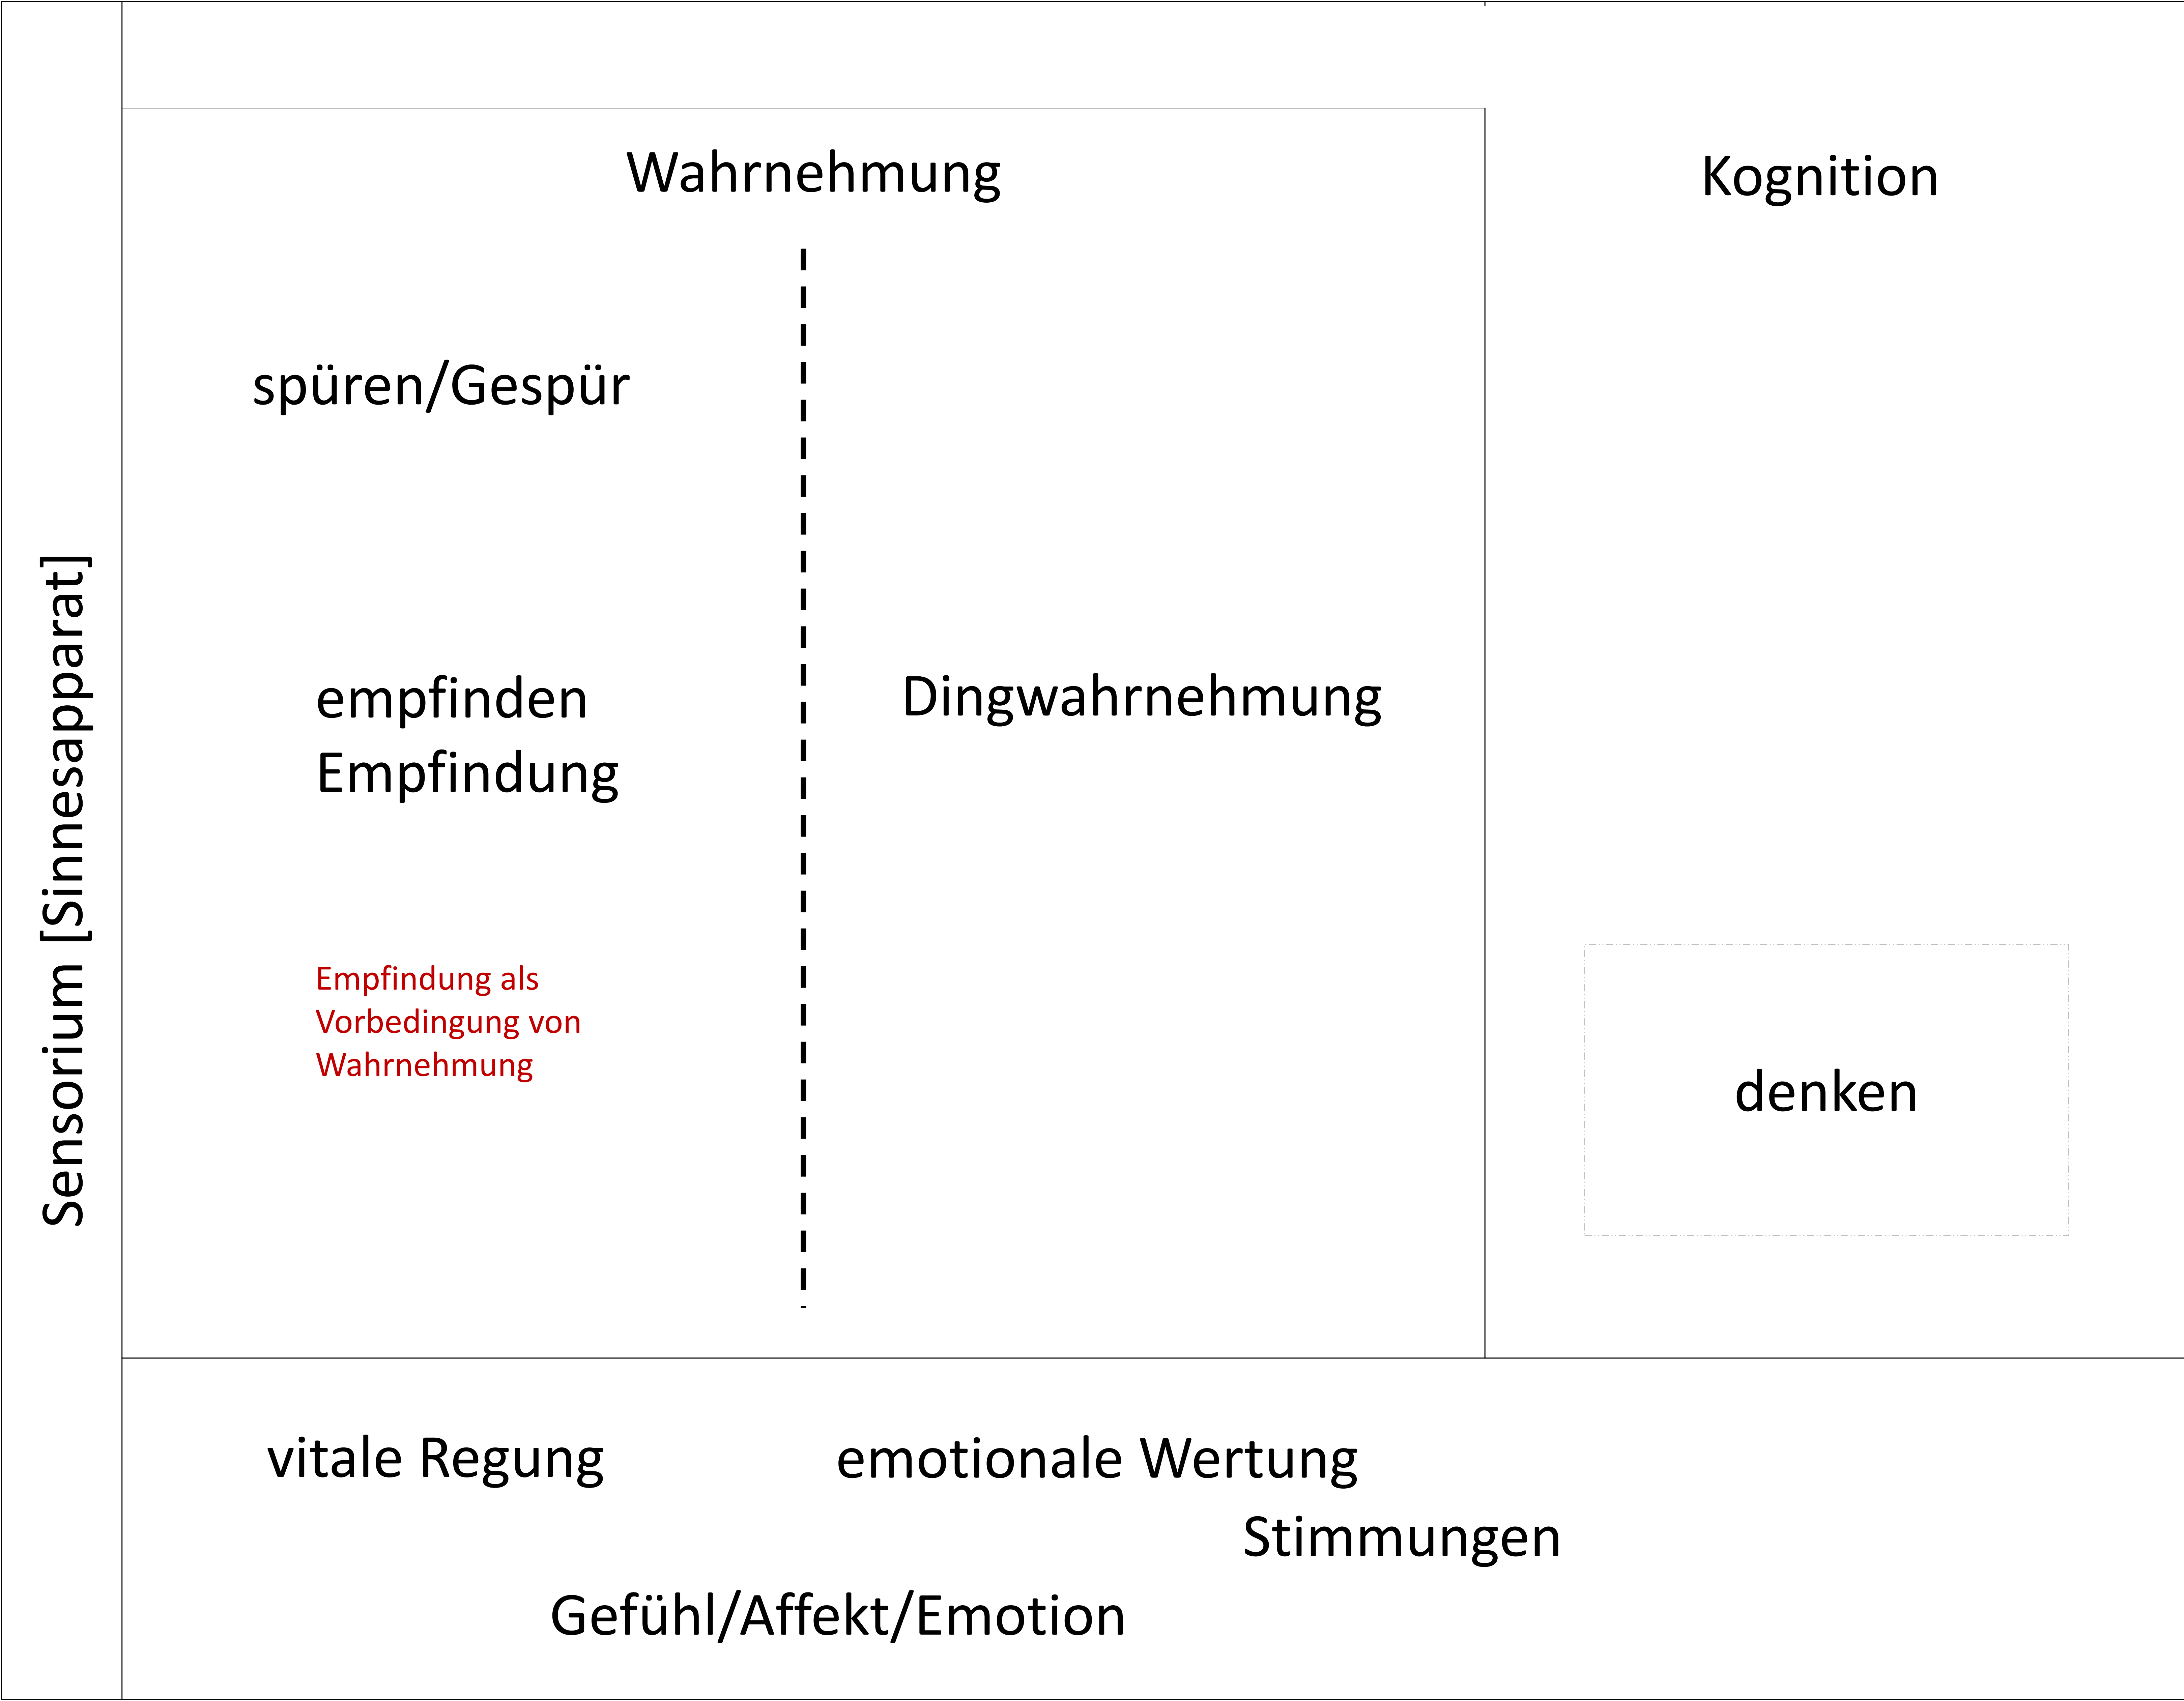 Sensorium [Sinnesapparat]
Wahrnehmung
Kognition
spüren/Gespür
empfinden
Empfindung
Dingwahrnehmung
Empfindung als
Vorbedingung von
Wahrnehmung
denken
vitale Regung
emotionale Wertung
Stimmungen
Gefühl/Affekt/Emotion